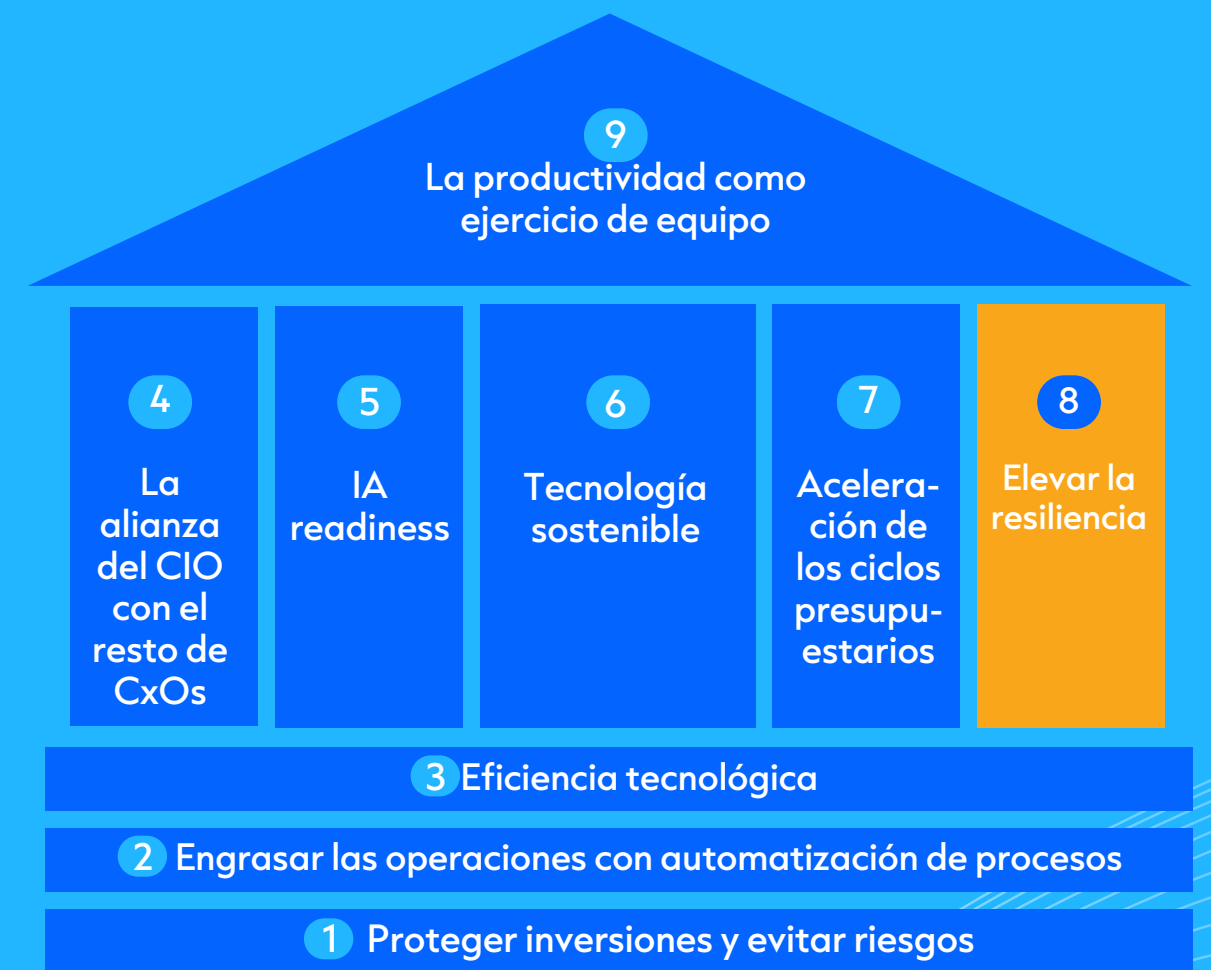 9
La productividad como
ejercicio de equipo
4
La
alianza
del CIO
con el
resto de
CxOs
5
IA
readiness
6
Tecnología
sostenible
7
Acelera-
ción de
los ciclos
presupu-
estarios
8
Elevar la
resiliencia
3 Eficiencia tecnológica
2 Engrasar las operaciones con automatización de procesos
1 Proteger inversiones y evitar riesgos